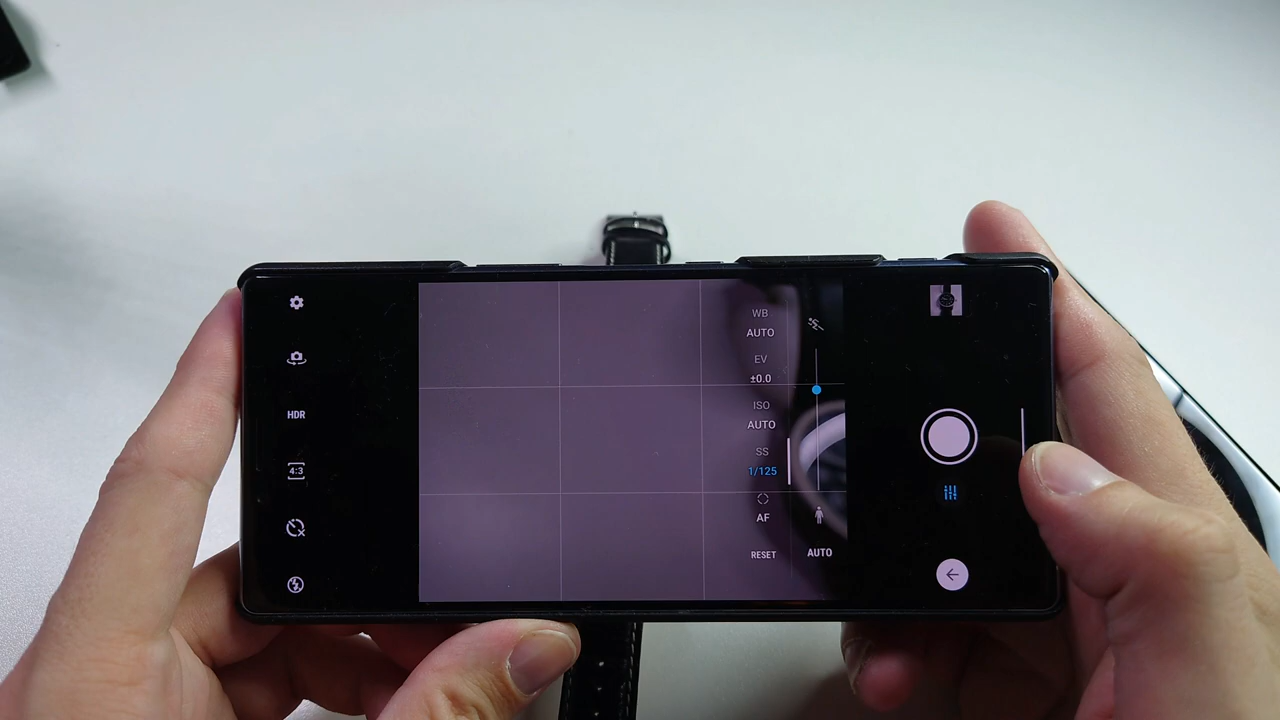 HDR
4:3
WB
AUTO
EV
±0.0
ISO
AUTO
SS
1/125
AF
RESET
AUTO